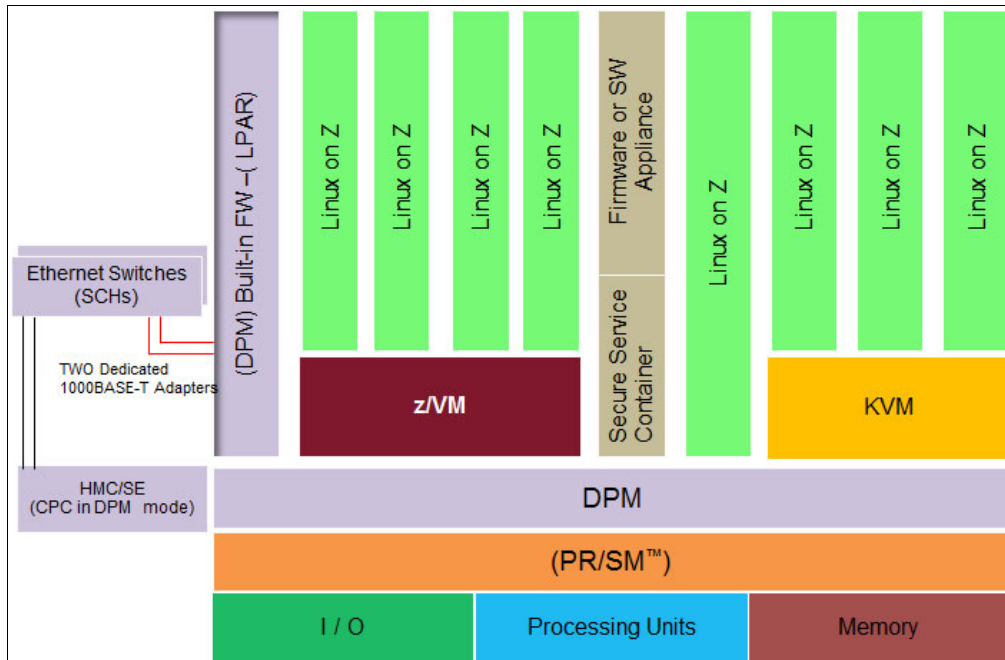 (DPM) Built-in FW –( LPAR)
Linux on Z
Linux on Z
Linux on Z
Linux on Z
Firmware or SW
Appliance
Secure Service
Container
Linux on Z
Linux on Z
Linux on Z
Linux on Z
Ethernet Switches
(SCHs)
TWO Dedicated
1000BASE-T Adapters
z/VM
KVM
HMC/SE
(CPC in DPM mode)
DPM
(PR/SM™)
I / O
Processing Units
Memory